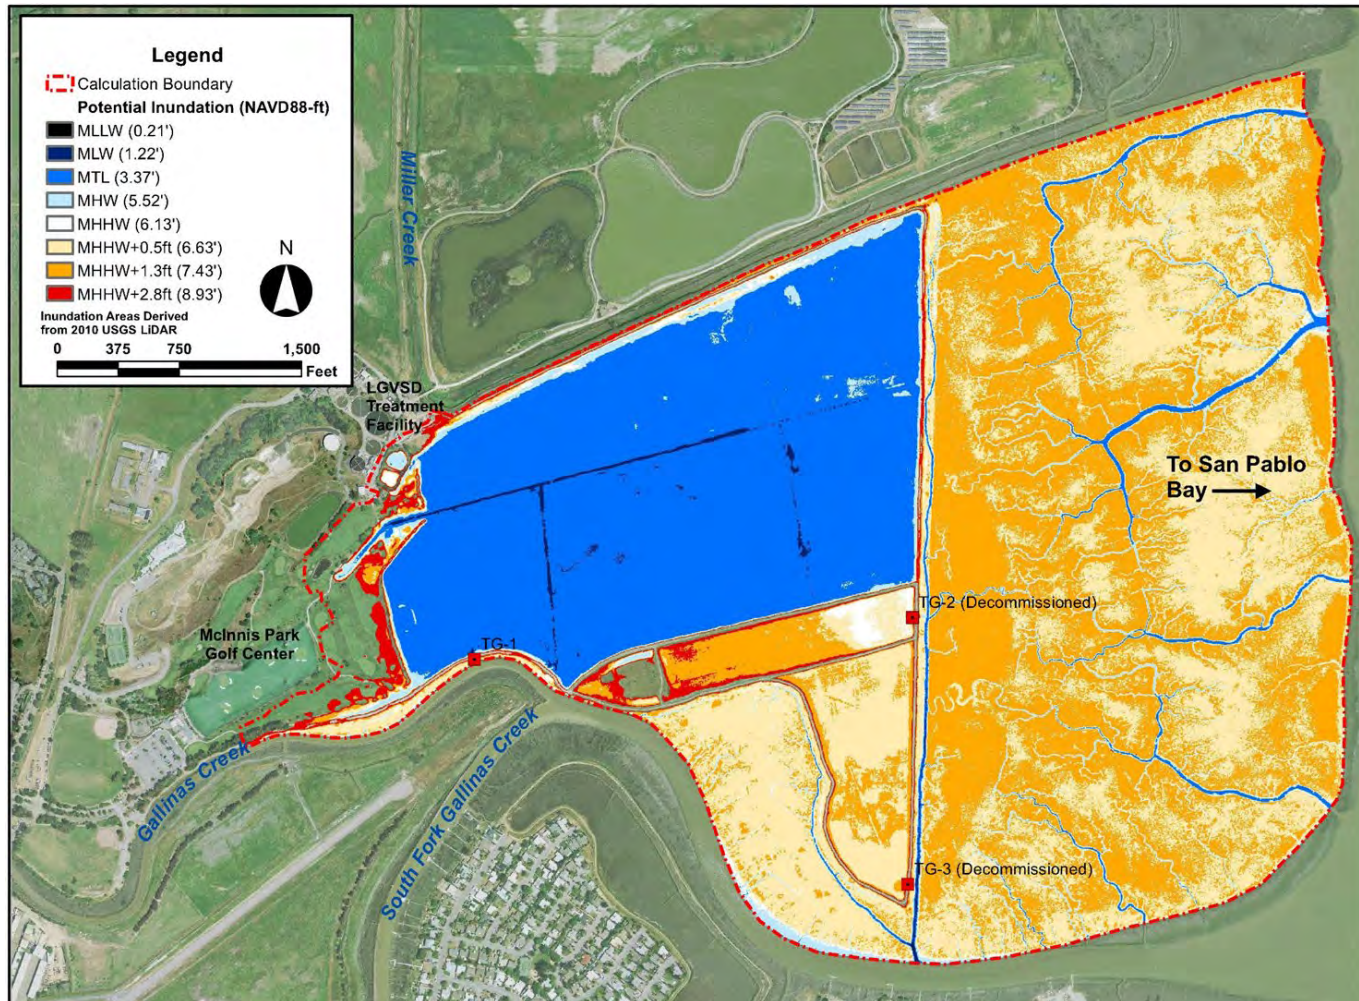 Legend
Calculation Boundary
Potential Inundation (NAVD88-ft)
MLLW (0.21')
MLW (1.22')
MTL (3.37')
MHW (5.52')
MHHW (6.13')
MHHW+0.5ft (6.63')
MHHW+1.3ft (7.43')
MHHW+2.8ft (8.93')
N
Inundation Areas Derived
from 2010 USGS LiDAR
0 375 750 1,500
Feet
Miller Creek
LGVSD
Treatment
Facility
To San Pablo
Bay
TG-2 (Decommissioned)
McInnis Park
Golf Center
TG-1
Gallinas Creek
South Fork Gallinas Creek
TG-3 (Decommissioned)